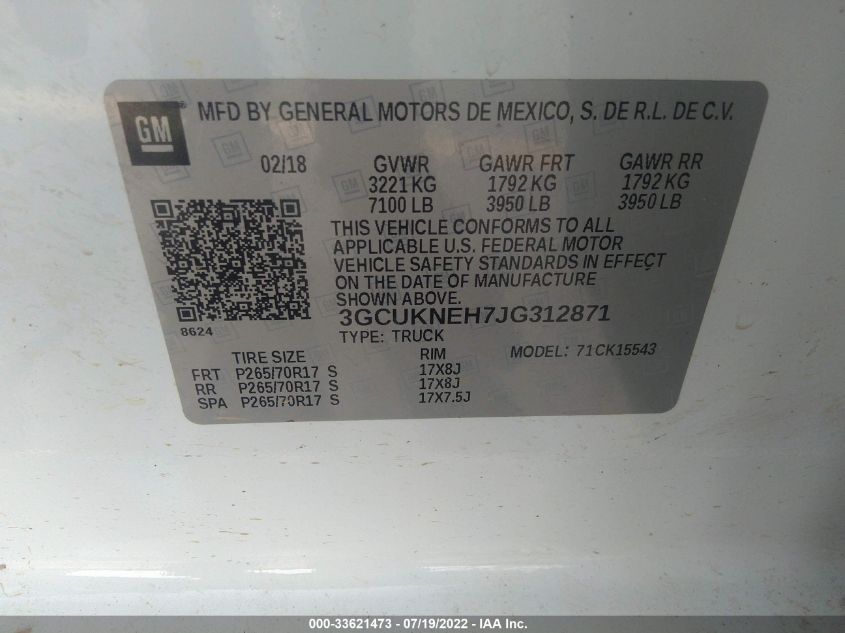 GM ® MFD BY GENERAL MOTORS DE MEXICO, S. DE R.L. DE C.V.
02/18 GVWR GAWR FRT GAWR RR
3221 KG 1792 KG 1792 KG
7100 LB 3950 LB 3950 LB
THIS VEHICLE CONFORMS TO ALL
APPLICABLE U.S. FEDERAL MOTOR
VEHICLE SAFETY STANDARDS IN EFFECT
ON THE DATE OF MANUFACTURE
SHOWN ABOVE.
3GCUKNEH7JG312871
8624
TYPE: TRUCK MODEL: 71CK15543
TIRE SIZE RIM
FRT P265/70R17 S 17X8J
RR P265/70R17 S 17X8J
SPA P265/70R17 S 17X7.5J
000-33621473 - 07/19/2022 - IAA Inc.